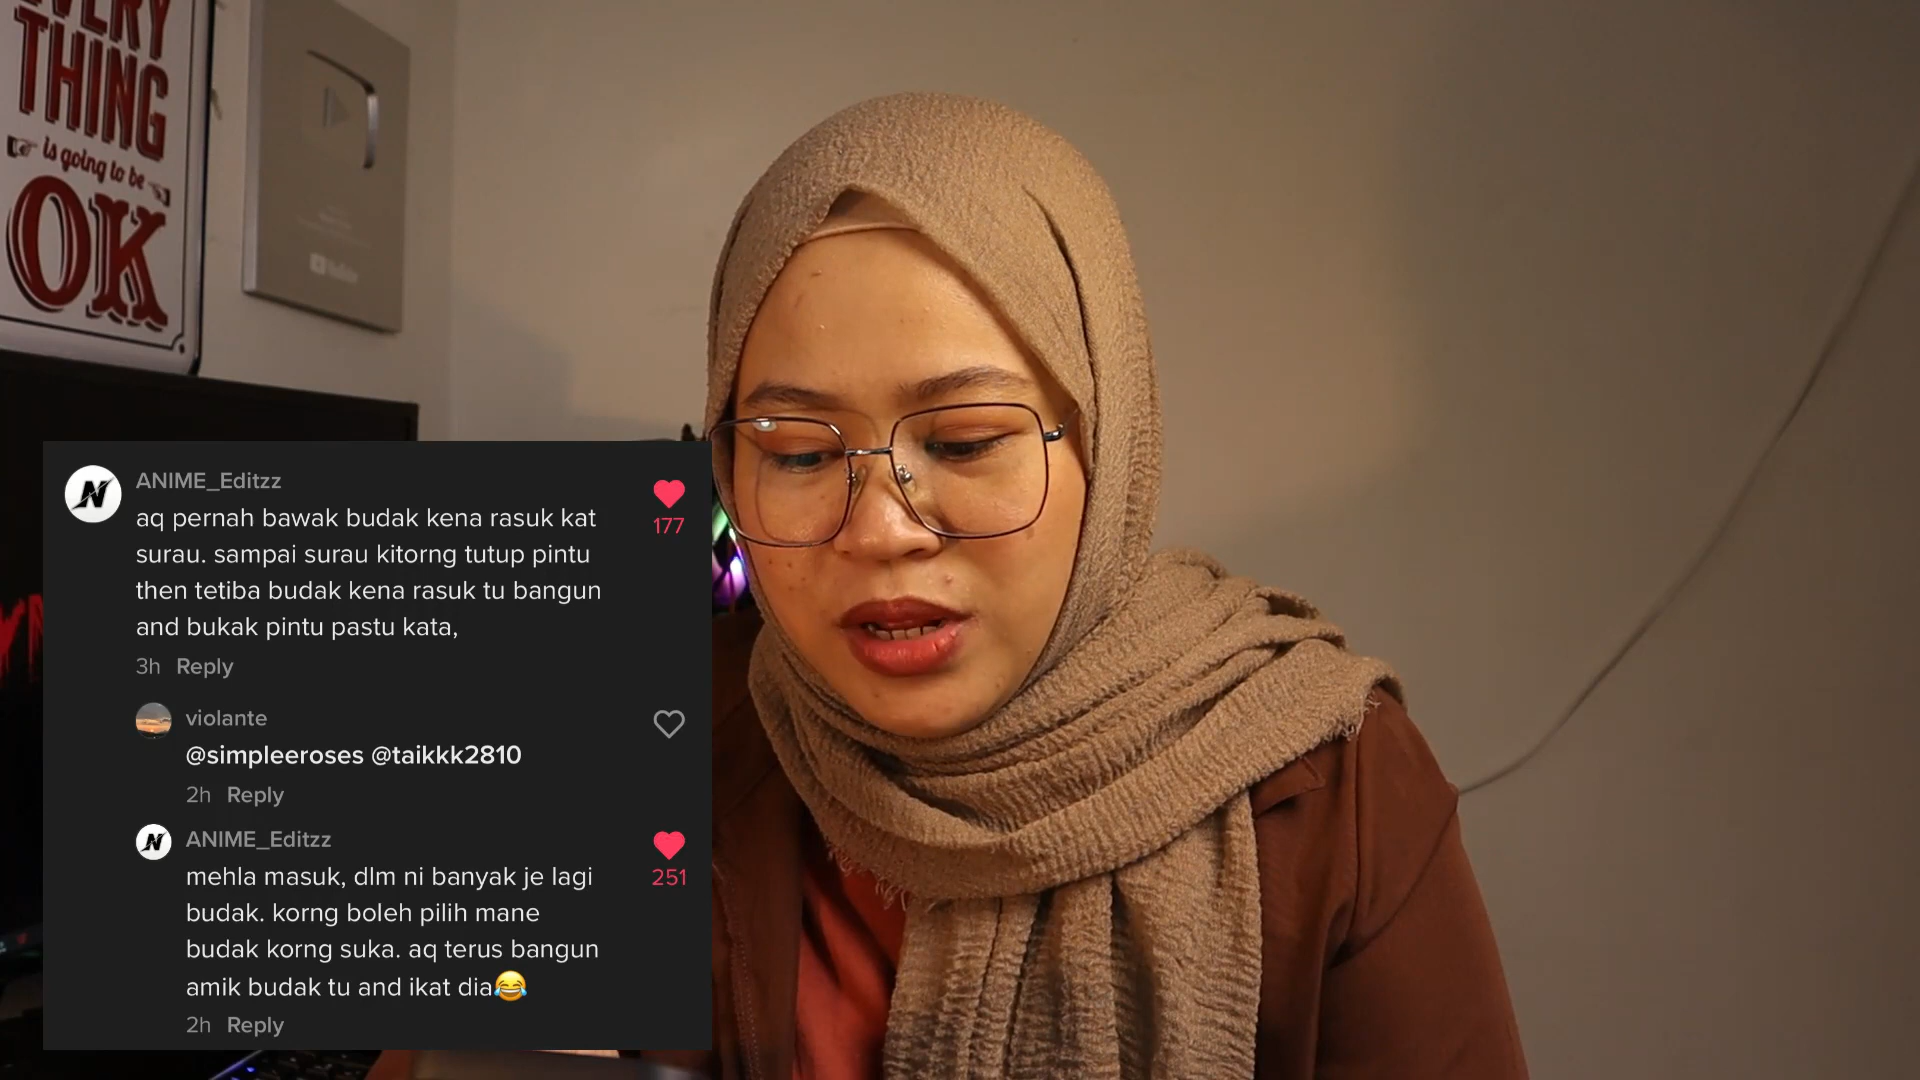 EVERY
THING
is going to be
OK
YouTube
ANIME_Editzz
aq pernah bawak budak kena rasuk kat
surau. sampai surau kitorng tutup pintu
then tetiba budak kena rasuk tu bangun
and bukak pintu pastu kata,
177
3h Reply
violante
@simpleeroses @taikkk2810
2h Reply
ANIME_Editzz
mehla masuk, dlm ni banyak je lagi
budak. korng boleh pilih mane
budak korng suka. aq terus bangun
amik budak tu and ikat dia😂
251
2h Reply